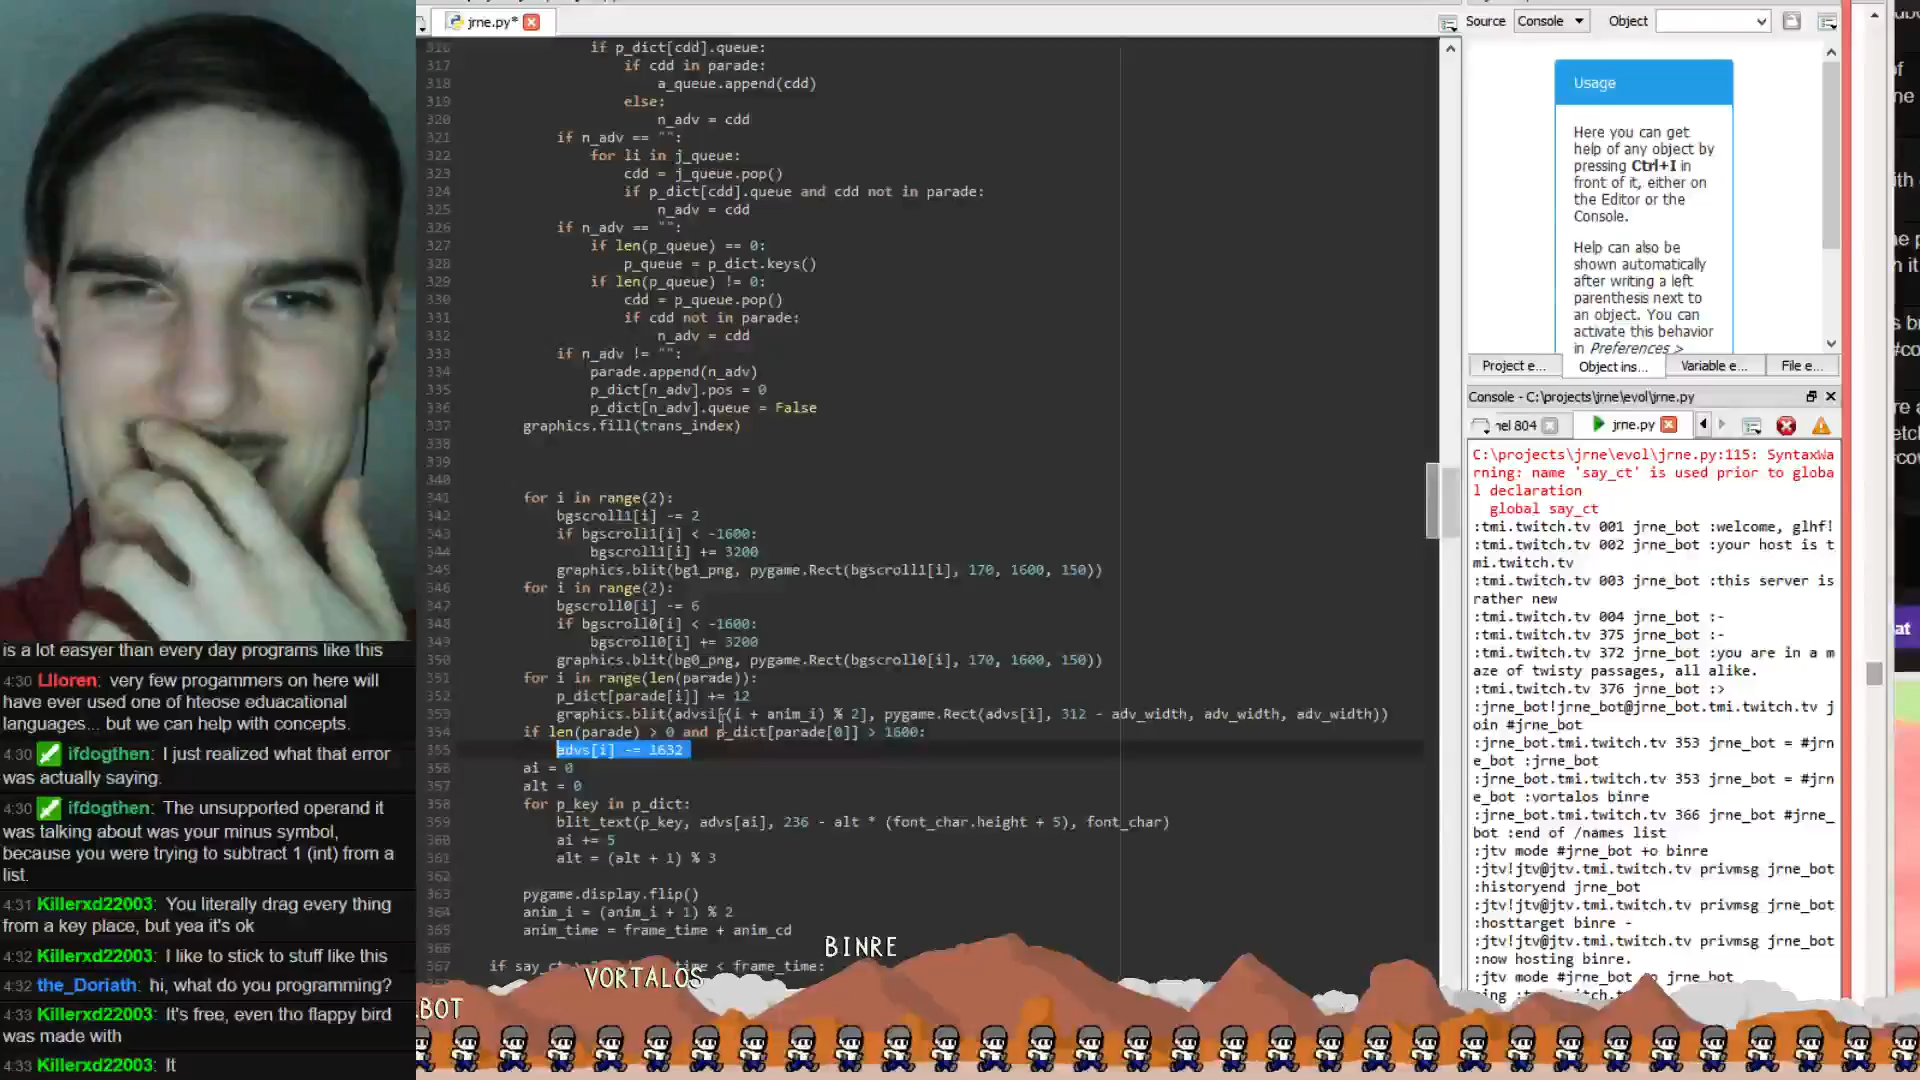 jrne.py*
Source Console Object
316 if p_dict[cdd].queue:
317 if cdd in parade:
318 a_queue.append(cdd)
319 else:
320 n_adv = cdd
321 if n_adv == "":
322 for li in j_queue:
323 cdd = j_queue.pop()
324 if p_dict[cdd].queue and cdd not in parade:
325 n_adv = cdd
326 if n_adv == "":
327 if len(p_queue) == 0:
328 p_queue = p_dict.keys()
329 if len(p_queue) != 0:
330 cdd = p_queue.pop()
331 if cdd not in parade:
332 n_adv = cdd
333 if n_adv != "":
334 parade.append(n_adv)
335 p_dict[n_adv].pos = 0
336 p_dict[n_adv].queue = False
337 graphics.fill(trans_index)
338
339
340
341 for i in range(2):
342 bgscroll1[i] -= 2
343 if bgscroll1[i] < -1600:
344 bgscroll1[i] += 3200
345 graphics.blit(bg1_png, pygame.Rect(bgscroll1[i], 170, 1600, 150))
346 for i in range(2):
347 bgscroll0[i] -= 6
348 if bgscroll0[i] < -1600:
349 bgscroll0[i] += 3200
350 graphics.blit(bg0_png, pygame.Rect(bgscroll0[i], 170, 1600, 150))
351 for i in range(len(parade)):
352 p_dict[parade[i]] += 12
353 graphics.blit(advsi[(i + anim_i) % 2], pygame.Rect(advs[i], 312 - adv_width, adv_width, adv_width))
354 if len(parade) > 0 and p_dict[parade[0]] > 1600:
355 advs[i] -= 1632
356 ai = 0
357 alt = 0
358 for p_key in p_dict:
359 blit_text(p_key, advs[ai], 236 - alt * (font_char.height + 5), font_char)
360 ai += 5
361 alt = (alt + 1) % 3
362
363 pygame.display.flip()
364 anim_i = (anim_i + 1) % 2
365 anim_time = frame_time + anim_cd
366
367 if say_ct < frame_time:
BINRE
VORTALOS
BOT
Usage
Here you can get
help of any object by
pressing Ctrl+I in
front of it, either on
the Editor or the
Console.
Help can also be
shown automatically
after writing a left
parenthesis next to
an object. You can
activate this behavior
in Preferences >
Project e... Object ins... Variable e... File e...
Console - C:\projects\jrne\evol\jrne.py
nel 804 jrne.py
C:\projects\jrne\evol\jrne.py:115: SyntaxWa
rning: name 'say_ct' is used prior to globa
l declaration
global say_ct
:tmi.twitch.tv 001 jrne_bot :welcome, glhf!
:tmi.twitch.tv 002 jrne_bot :your host is t
mi.twitch.tv
:tmi.twitch.tv 003 jrne_bot :this server is
rather new
:tmi.twitch.tv 004 jrne_bot :-
:tmi.twitch.tv 375 jrne_bot :-
:tmi.twitch.tv 372 jrne_bot :you are in a m
aze of twisty passages, all alike.
:tmi.twitch.tv 376 jrne_bot :>
:jrne_bot!jrne_bot@jrne_bot.tmi.twitch.tv j
oin #jrne_bot
:jrne_bot.tmi.twitch.tv 353 jrne_bot = #jrn
e_bot :jrne_bot
:jrne_bot.tmi.twitch.tv 353 jrne_bot = #jrn
e_bot :vortalos binre
:jrne_bot.tmi.twitch.tv 366 jrne_bot #jrne_
bot :end of /names list
:jtv mode #jrne_bot +o binre
:jtv!jtv@jtv.tmi.twitch.tv privmsg jrne_bot
:historyend jrne_bot
:jtv!jtv@jtv.tmi.twitch.tv privmsg jrne_bot
:hosttarget binre -
:jtv!jtv@jtv.tmi.twitch.tv privmsg jrne_bot
:now hosting binre.
:jtv mode #jrne_bot +o jrne_bot
is a lot easyer than every day programs like this
4:30 Llloren: very few progammers on here will
have ever used one of hteose eduacational
languages... but we can help with concepts.
4:30 ifdogthen: I just realized what that error
was actually saying.
4:30 ifdogthen: The unsupported operand it
was talking about was your minus symbol,
because you were trying to subtract 1 (int) from a
list.
4:31 Killerxd22003: You literally drag every thing
from a key place, but yea it's ok
4:32 Killerxd22003: I like to stick to stuff like this
4:32 the_Doriath: hi, what do you programming?
4:33 Killerxd22003: It's free, even tho flappy bird
was made with
4:33 Killerxd22003: It